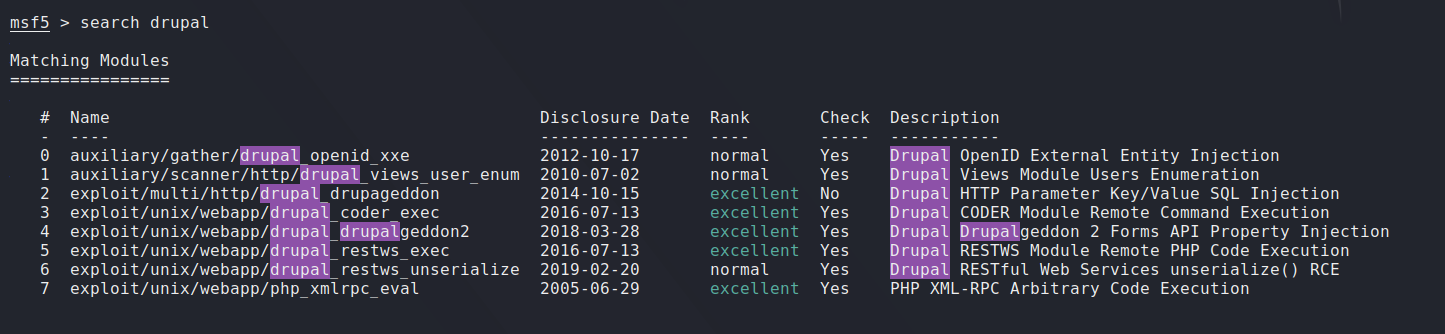 msf5 > search drupal
Matching Modules
================
#  Name                                       Disclosure Date  Rank       Check  Description
-  ----                                       ---------------  ----       -----  -----------
0  auxiliary/gather/drupal_openid_xxe         2012-10-17       normal     Yes    Drupal OpenID External Entity Injection
1  auxiliary/scanner/http/drupal_views_user_enum  2010-07-02       normal     Yes    Drupal Views Module Users Enumeration
2  exploit/multi/http/drupal_drupageddon      2014-10-15       excellent  No     Drupal HTTP Parameter Key/Value SQL Injection
3  exploit/unix/webapp/drupal_coder_exec      2016-07-13       excellent  Yes    Drupal CODER Module Remote Command Execution
4  exploit/unix/webapp/drupal_drupalgeddon2   2018-03-28       excellent  Yes    Drupal Drupalgeddon 2 Forms API Property Injection
5  exploit/unix/webapp/drupal_restws_exec     2016-07-13       excellent  Yes    Drupal RESTWS Module Remote PHP Code Execution
6  exploit/unix/webapp/drupal_restws_unserialize  2019-02-20       normal     Yes    Drupal RESTful Web Services unserialize() RCE
7  exploit/unix/webapp/php_xmlrpc_eval        2005-06-29       excellent  Yes    PHP XML-RPC Arbitrary Code Execution